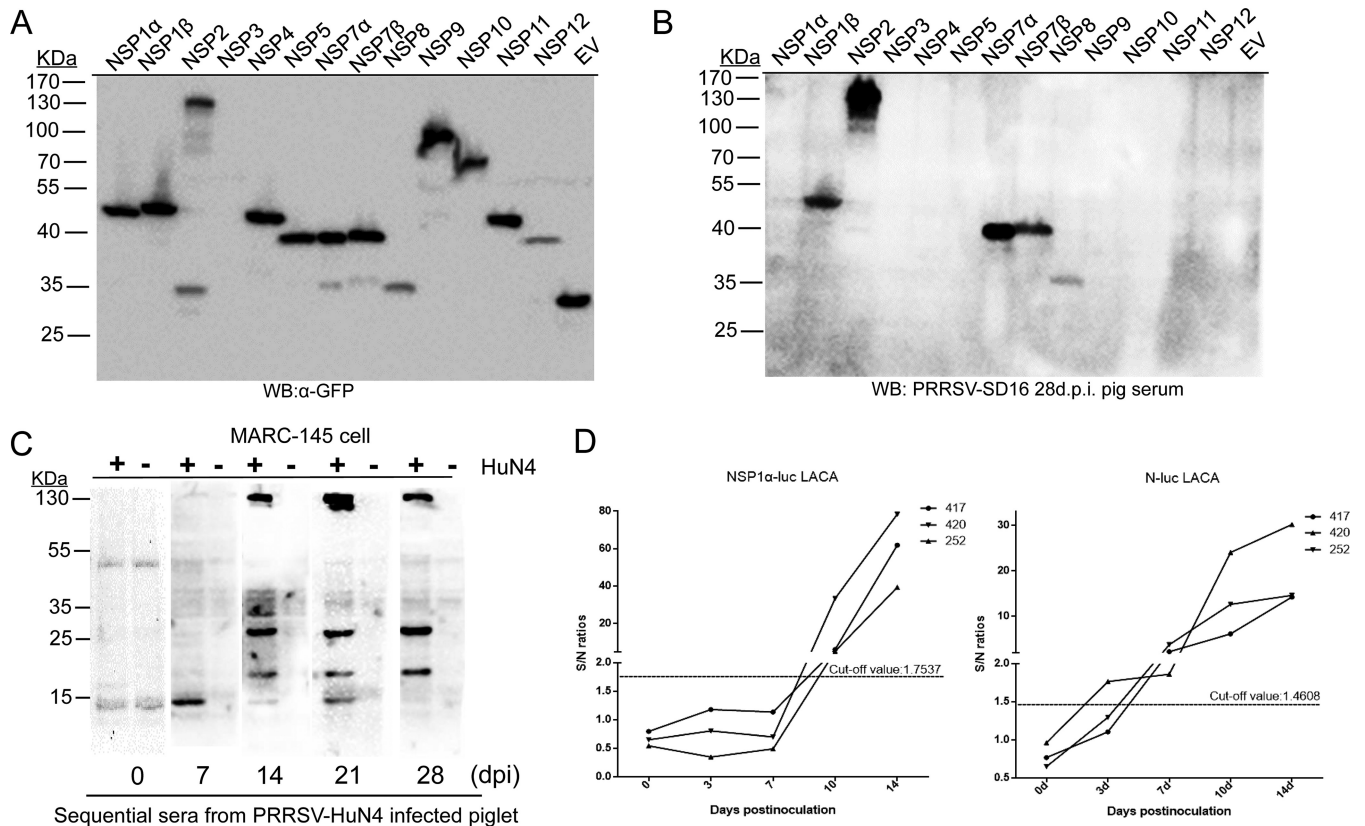 A
KDa
NSP1α NSP1β NSP2 NSP3 NSP4 NSP5 NSP7α NSP7β NSP8 NSP9 NSP10 NSP11 NSP12 EV
170
130
100
70
55
40
35
25
WB:α-GFP
B
KDa
NSP1α NSP1β NSP2 NSP3 NSP4 NSP5 NSP7α NSP7β NSP8 NSP9 NSP10 NSP11 NSP12 EV
170
130
100
70
55
40
35
25
WB: PRRSV-SD16 28d.p.i. pig serum
C
MARC-145 cell
+ - + - + - + - + - HuN4
KDa
130
55
35
25
15
0 7 14 21 28 (dpi)
Sequential sera from PRRSV-HuN4 infected piglet
D
NSP1α-luc LACA
417
420
252
S/N ratios
80
60
40
20
2.0
1.5
1.0
0.5
0.0
Cut-off value:1.7537
0 3 7 10 14
Days postinoculation
N-luc LACA
417
420
252
S/N ratios
30
20
10
2.0
1.5
1.0
0.5
Cut-off value:1.4608
0d 3d 7d 10d 14d
Days postinoculation